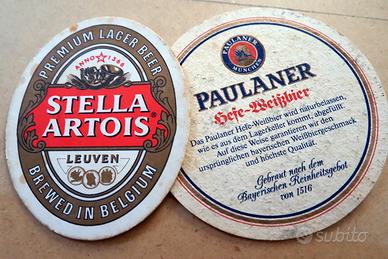 PREMIUM LAGER BEER
ANNO 1366
STELLA
ARTOIS
LEUVEN
BREWED IN BELGIUM
PAULANER
MÜNCHEN
PAULANER
Hefe-Weißbier
Das Paulaner Hefe-Weißbier wird naturbelassen,
wie es aus dem Lagerkeller kommt, abgefüllt.
Auf diese Weise garantieren wir den
ursprünglichen bayerischen Weißbiergeschmack
und höchste Qualität.
Gebraut nach dem
Bayerischen Reinheitsgebot
von 1516
subito